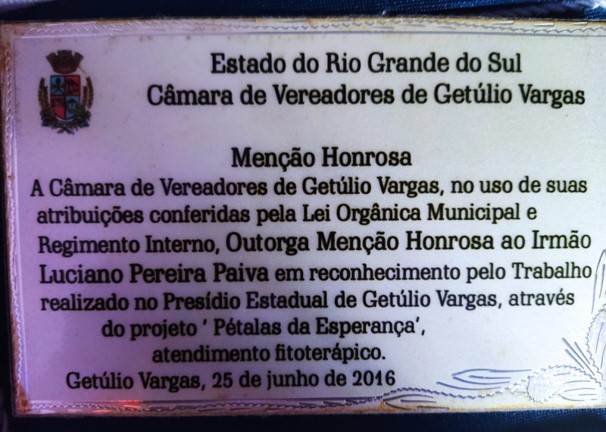 Estado do Rio Grande do Sul
Câmara de Vereadores de Getúlio Vargas
Menção Honrosa
A Câmara de Vereadores de Getúlio Vargas, no uso de suas
atribuições conferidas pela Lei Orgânica Municipal e
Regimento Interno, Outorga Menção Honrosa ao Irmão
Luciano Pereira Paiva em reconhecimento pelo Trabalho
realizado no Presídio Estadual de Getúlio Vargas, através
do projeto ‘ Pétalas da Esperança’,
atendimento fitoterápico.
Getúlio Vargas, 25 de junho de 2016